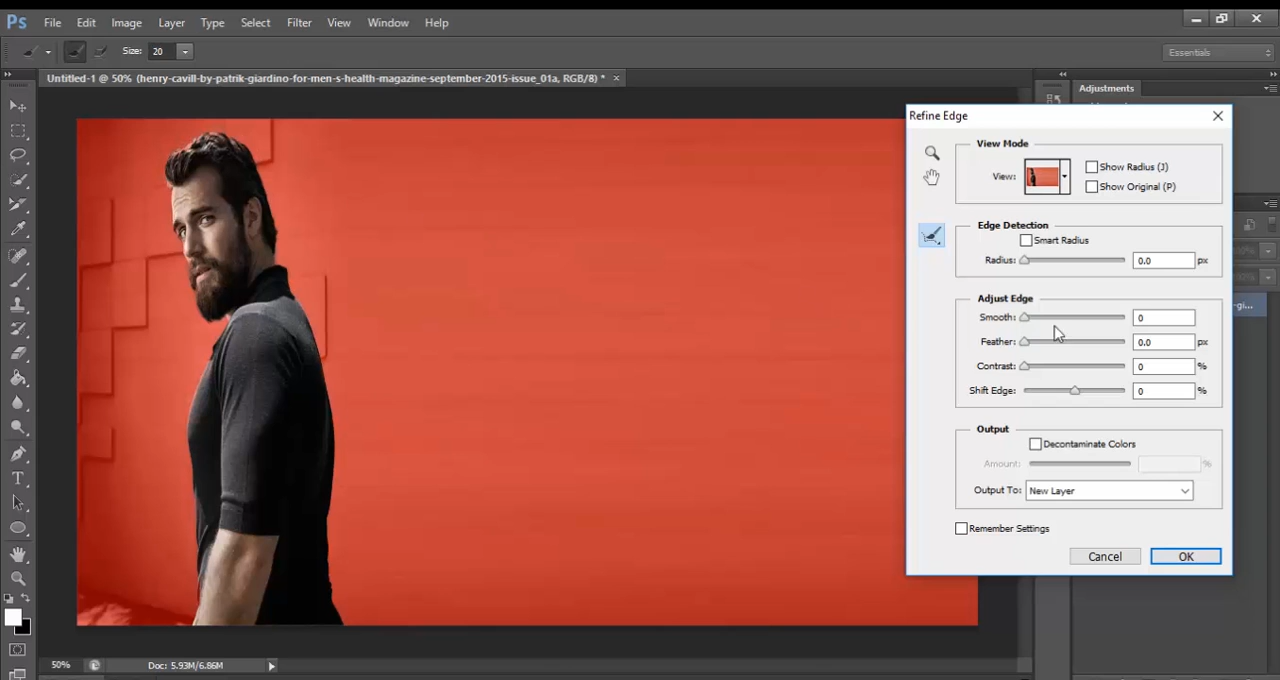 Ps File Edit Image Layer Type Select Filter View Window Help
Size: 20
Essentials
Untitled-1 @ 50% (henry-cavill-by-patrik-giardino-for-men-s-health-magazine-september-2015-issue_01a, RGB/8) * ×
Adjustments
Refine Edge
View Mode
View:
Show Radius (J)
Show Original (P)
Edge Detection
Smart Radius
Radius: 0.0 px
Adjust Edge
Smooth: 0
Feather: 0.0 px
Contrast: 0 %
Shift Edge: 0 %
Output
Decontaminate Colors
Amount: %
Output To: New Layer
Remember Settings
Cancel OK
50% Doc: 5.93M/6.86M